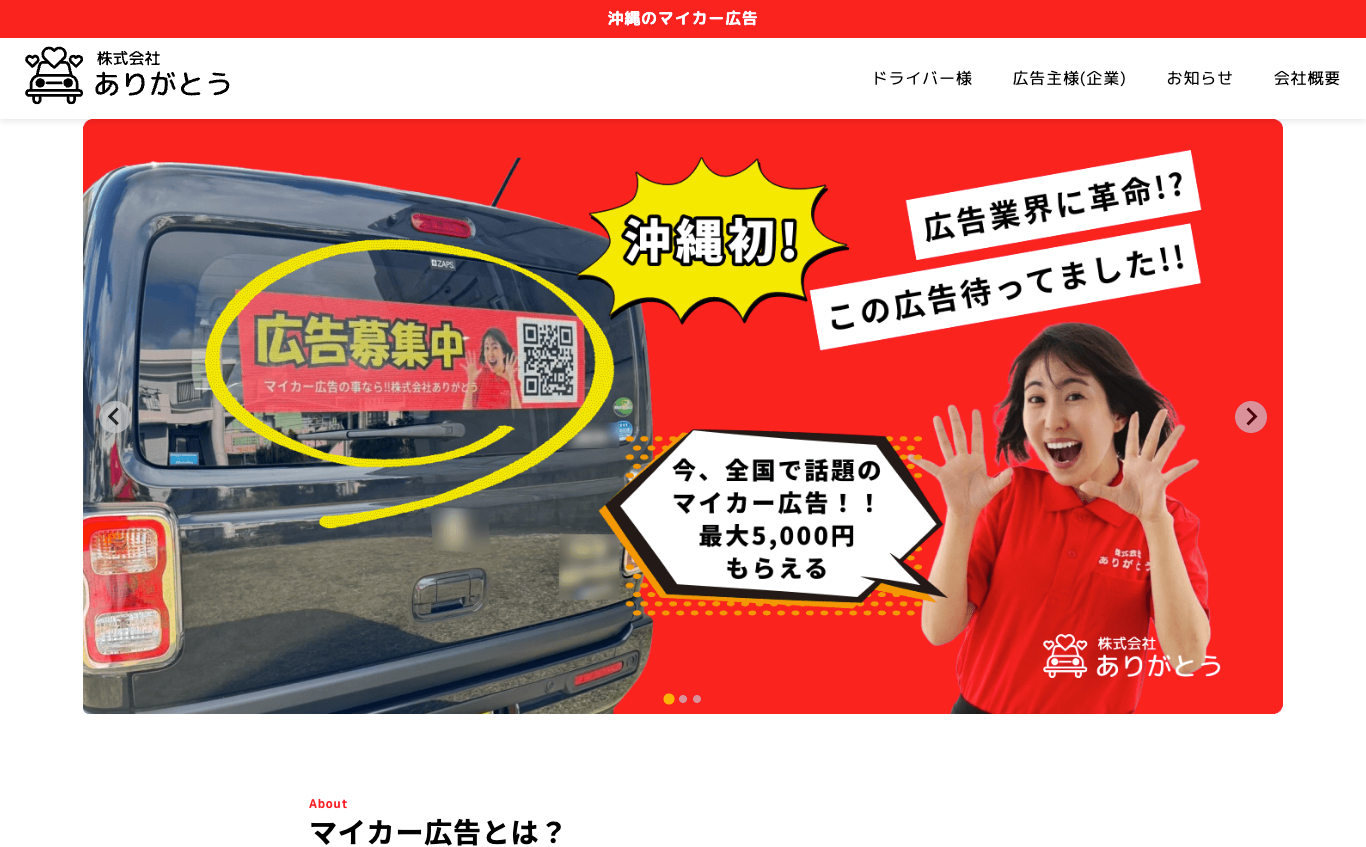 沖縄のマイカー広告
株式会社
ありがとう
ドライバー様
広告主様(企業)
お知らせ
会社概要
沖縄初!
広告業界に革命!?
この広告待ってました!!
ZAPS
広告募集中
マイカー広告の事なら!!株式会社ありがとう
今、全国で話題の
マイカー広告！！
最大5,000円
もらえる
株式会社
ありがとう
株式会社
ありがとう
About
マイカー広告とは？